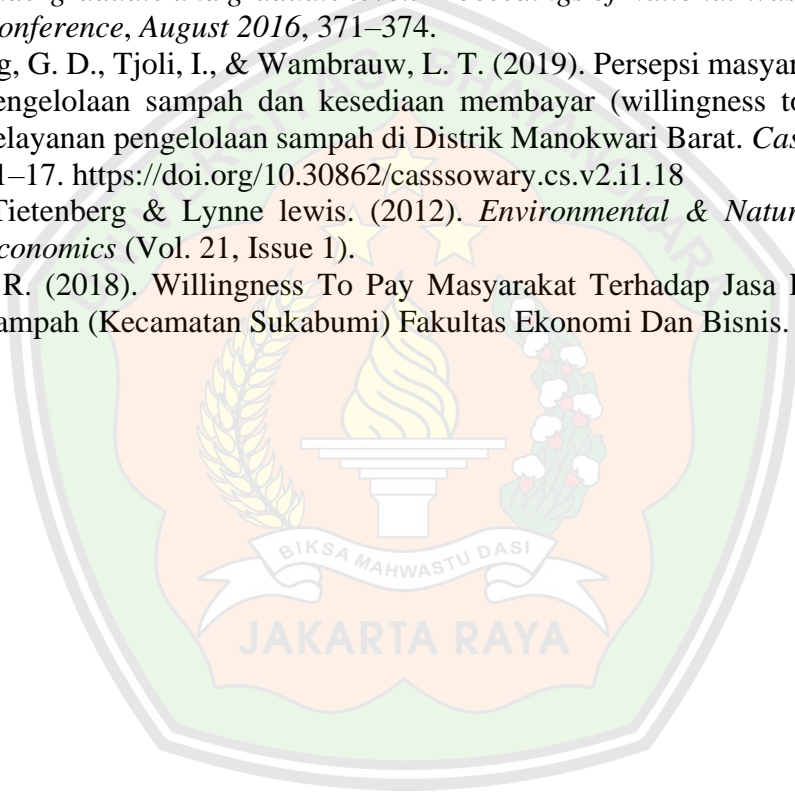 onference, August 2016, 371–374.
g, G. D., Tjoli, I., & Wambrauw, L. T. (2019). Persepsi masyar
engelolaan sampah dan kesediaan membayar (willingness to
elayanan pengelolaan sampah di Distrik Manokwari Barat. Cas
1–17. https://doi.org/10.30862/casssowary.cs.v2.i1.18
Tietenberg & Lynne lewis. (2012). Environmental & Natur
conomics (Vol. 21, Issue 1).
R. (2018). Willingness To Pay Masyarakat Terhadap Jasa
ampah (Kecamatan Sukabumi) Fakultas Ekonomi Dan Bisnis.
UNIVERSITAS BHAYANGKARA
BIKSA MAHWASTU DASI
JAKARTA RAYA